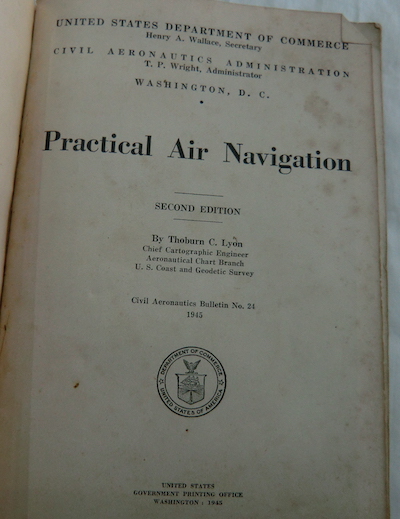 UNITED STATES DEPARTMENT OF COMMERCE
Henry A. Wallace, Secretary
CIVIL AERONAUTICS ADMINISTRATION
T. P. Wright, Administrator
WASHINGTON, D. C.
Practical Air Navigation
SECOND EDITION
By Thoburn C. Lyon
Chief Cartographic Engineer
Aeronautical Chart Branch
U. S. Coast and Geodetic Survey
Civil Aeronautics Bulletin No. 24
1945
DEPARTMENT OF COMMERCE
UNITED STATES OF AMERICA
UNITED STATES
GOVERNMENT PRINTING OFFICE
WASHINGTON : 1945